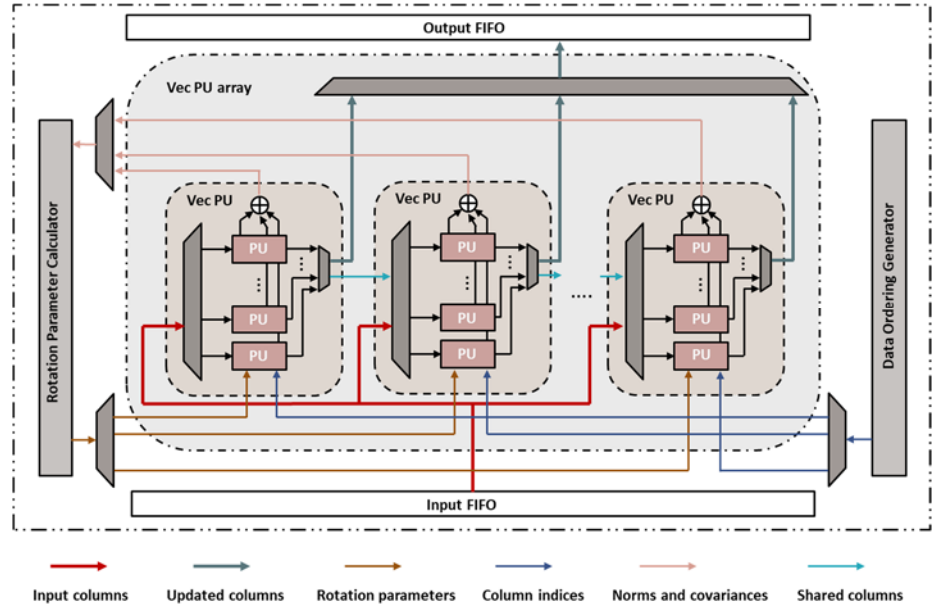 Output FIFO
Vec PU array
Rotation Parameter Calculator
Data Ordering Generator
Vec PU
PU
PU
PU
Vec PU
PU
PU
PU
Vec PU
PU
PU
PU
Input FIFO
Input columns
Updated columns
Rotation parameters
Column indices
Norms and covariances
Shared columns